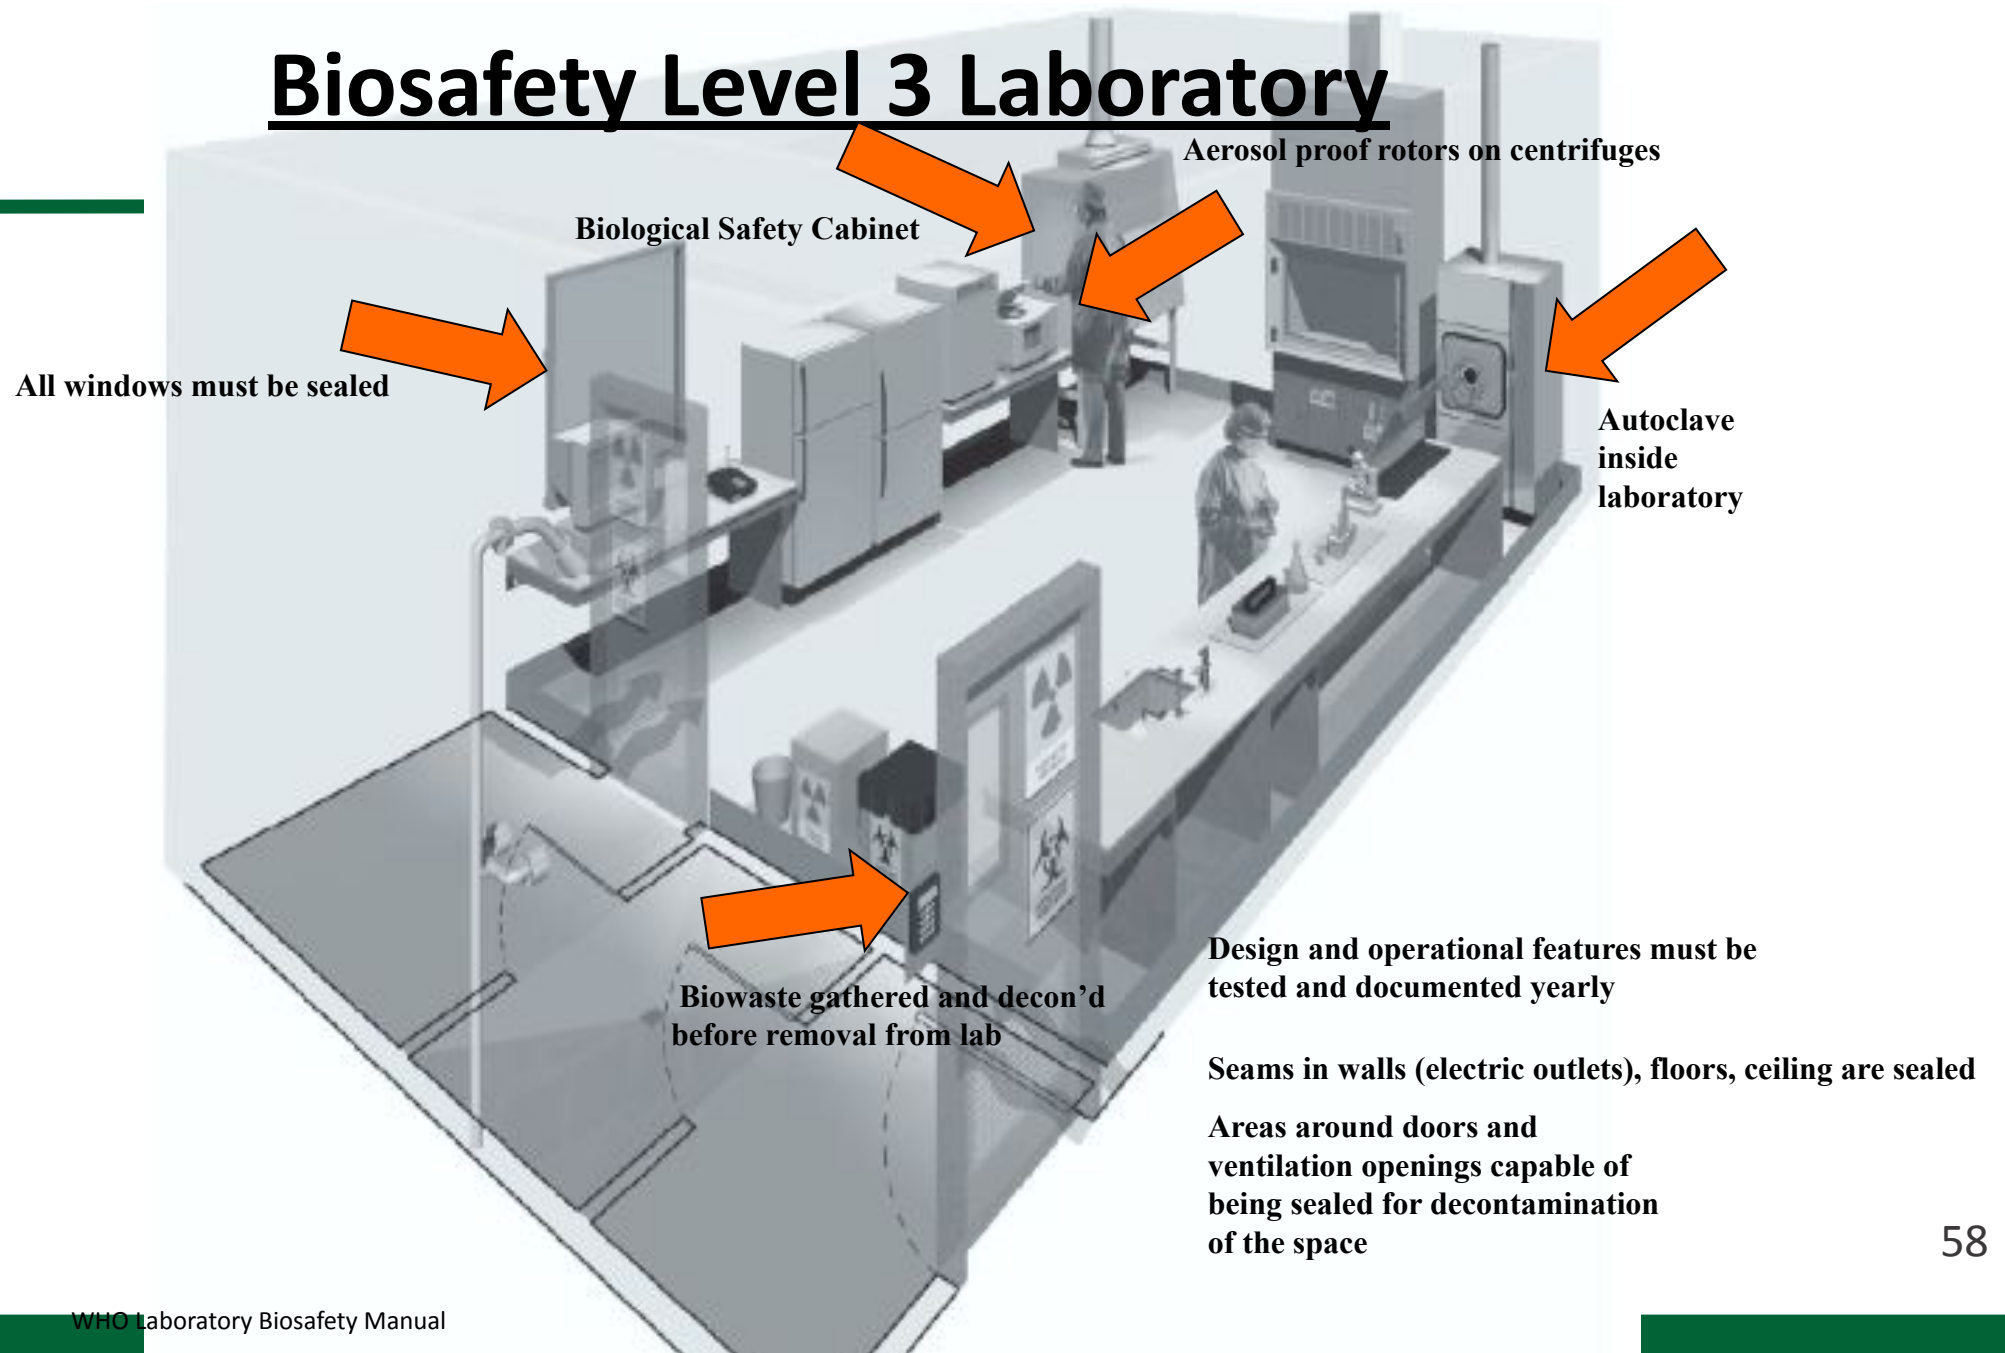 Biosafety Level 3 Laboratory
Aerosol proof rotors on centrifuges
Biological Safety Cabinet
All windows must be sealed
Autoclave
inside
laboratory
Biowaste gathered and decon’d
before removal from lab
Design and operational features must be
tested and documented yearly
Seams in walls (electric outlets), floors, ceiling are sealed
Areas around doors and
ventilation openings capable of
being sealed for decontamination
of the space
58
WHO Laboratory Biosafety Manual